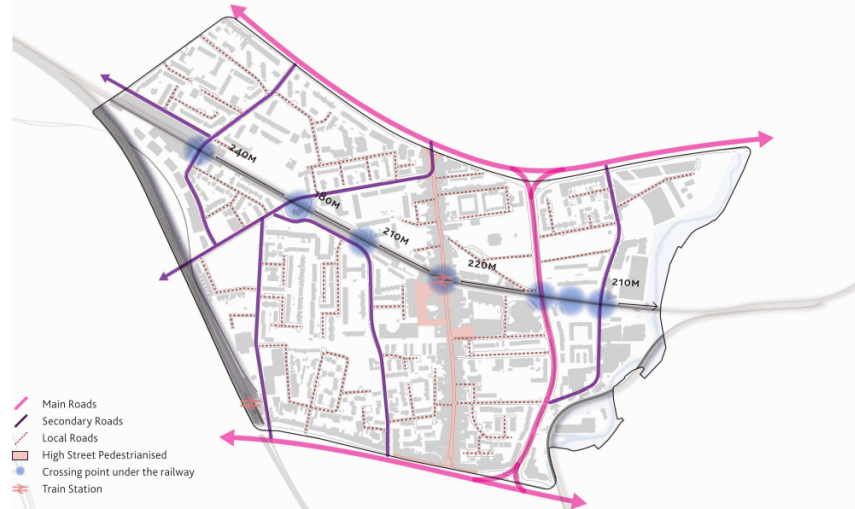 240M
180M
210M
220M
210M
Main Roads
Secondary Roads
Local Roads
High Street Pedestrianised
Crossing point under the railway
Train Station